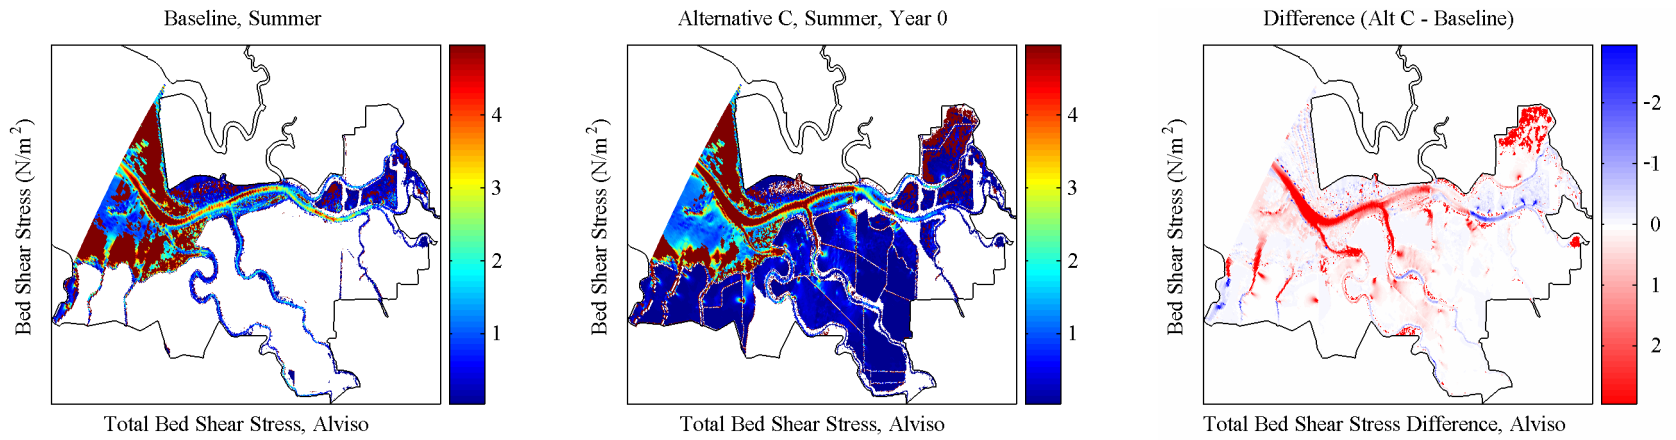 Baseline, Summer
Alternative C, Summer, Year 0
Difference (Alt C - Baseline)
Bed Shear Stress (N/m²)
4
3
2
1
Bed Shear Stress (N/m²)
4
3
2
1
Bed Shear Stress (N/m²)
-2
-1
0
1
2
Total Bed Shear Stress, Alviso
Total Bed Shear Stress, Alviso
Total Bed Shear Stress Difference, Alviso